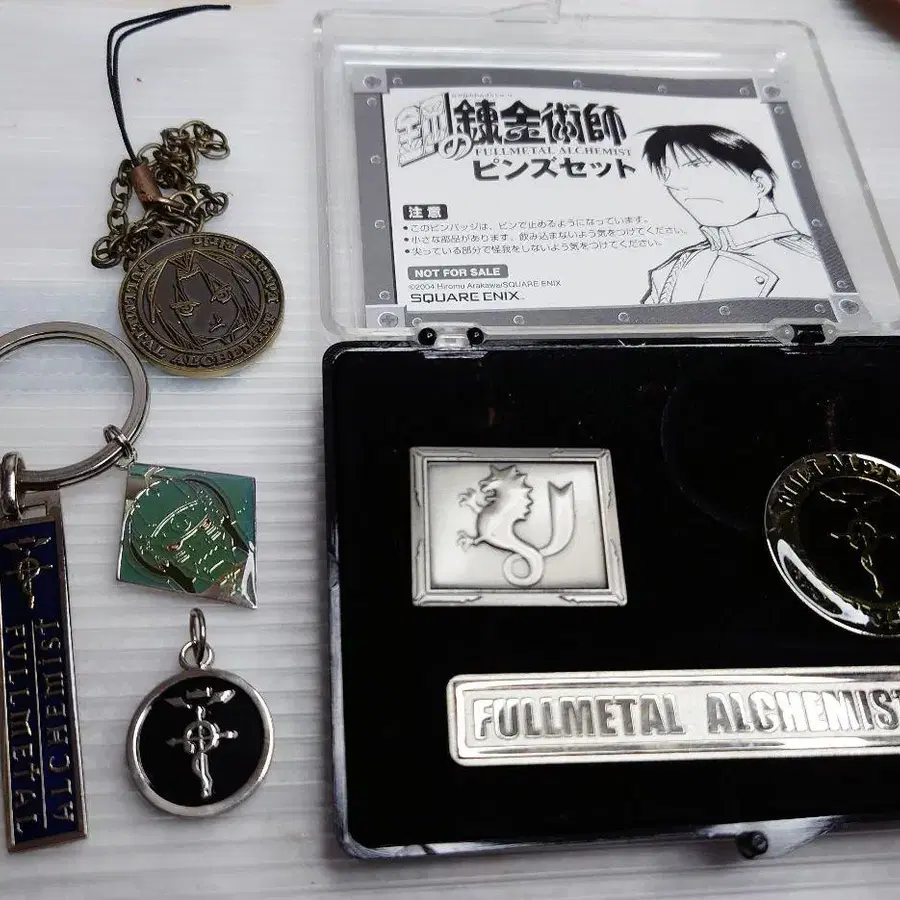 鋼の錬金術師
FULLMETAL ALCHEMIST
ピンズセット
注意
•このピンバッジは、ピンで止めるようになっています。
•小さな部品があります。飲み込まないよう気をつけてください。
•尖っている部分で怪我をしないよう気をつけてください。
NOT FOR SALE
©2004 Hiromu Arakawa/SQUARE ENIX
SQUARE ENIX
FULLMETAL ALCHEMIST
FULLMETAL
ALCHEMIST
FULLMETAL ALCHEMIST